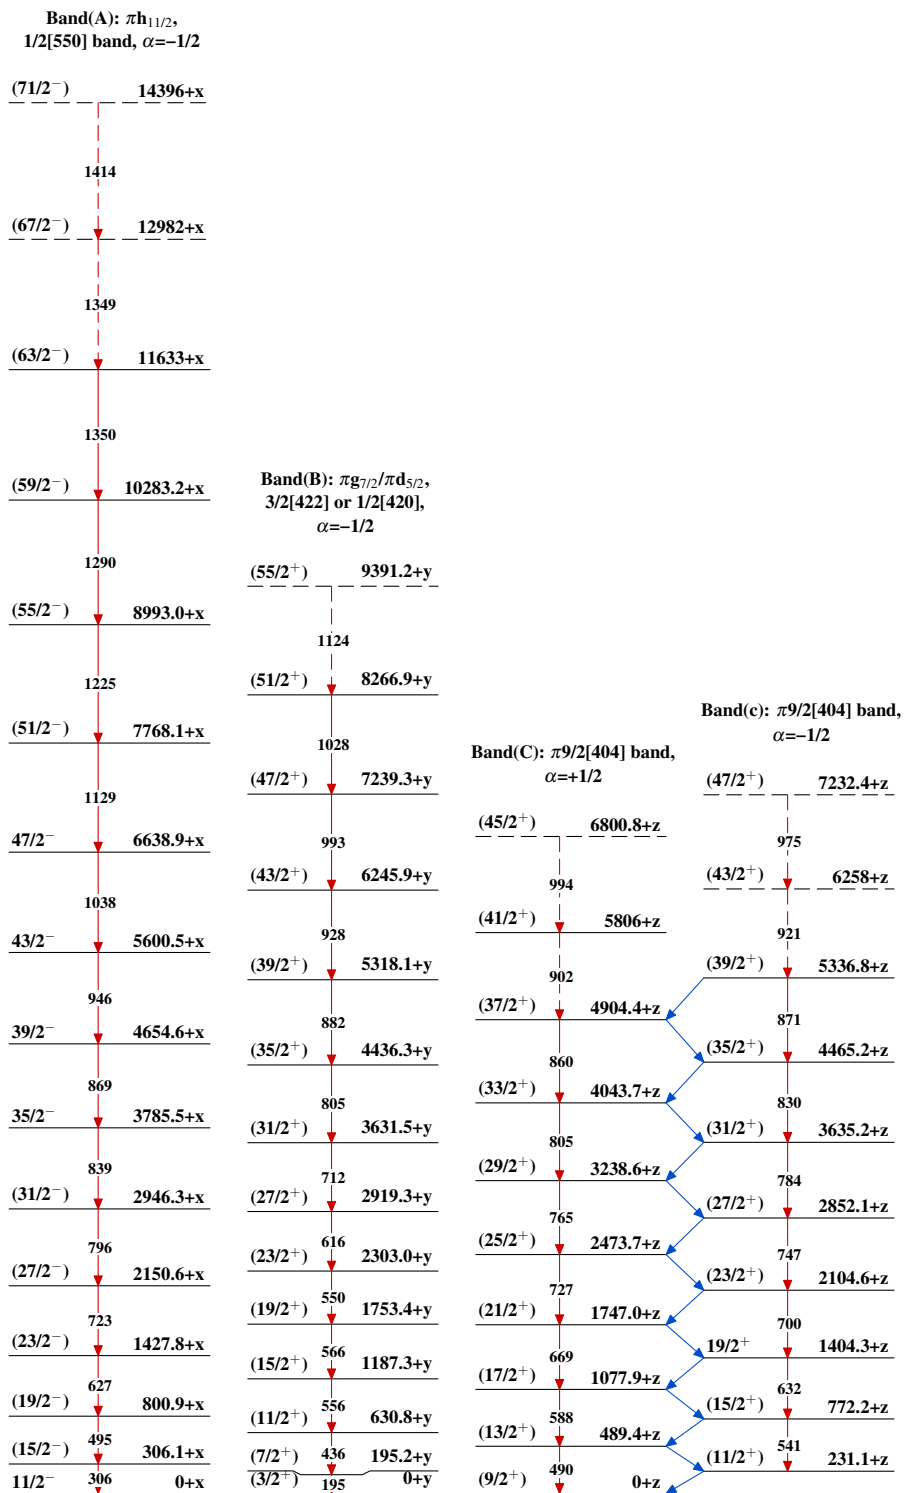 Band(A): πh11/2,
1/2[550] band, α=−1/2
(71/2−) 14396+x
1414
(67/2−) 12982+x
1349
(63/2−) 11633+x
1350
(59/2−) 10283.2+x
1290
(55/2−) 8993.0+x
1225
(51/2−) 7768.1+x
1129
47/2− 6638.9+x
1038
43/2− 5600.5+x
946
39/2− 4654.6+x
869
35/2− 3785.5+x
839
(31/2−) 2946.3+x
796
(27/2−) 2150.6+x
723
(23/2−) 1427.8+x
627
(19/2−) 800.9+x
495
(15/2−) 306.1+x
306
11/2− 0+x
Band(B): πg7/2/πd5/2,
3/2[422] or 1/2[420],
α=−1/2
(55/2+) 9391.2+y
1124
(51/2+) 8266.9+y
1028
(47/2+) 7239.3+y
993
(43/2+) 6245.9+y
928
(39/2+) 5318.1+y
882
(35/2+) 4436.3+y
805
(31/2+) 3631.5+y
712
(27/2+) 2919.3+y
616
(23/2+) 2303.0+y
550
(19/2+) 1753.4+y
566
(15/2+) 1187.3+y
556
(11/2+) 630.8+y
436
(7/2+) 195.2+y
195
(3/2+) 0+y
Band(C): π9/2[404] band,
α=+1/2
(45/2+) 6800.8+z
994
(41/2+) 5806+z
902
(37/2+) 4904.4+z
860
(33/2+) 4043.7+z
805
(29/2+) 3238.6+z
765
(25/2+) 2473.7+z
727
(21/2+) 1747.0+z
669
(17/2+) 1077.9+z
588
(13/2+) 489.4+z
490
(9/2+) 0+z
Band(c): π9/2[404] band,
α=−1/2
(47/2+) 7232.4+z
975
(43/2+) 6258+z
921
(39/2+) 5336.8+z
871
(35/2+) 4465.2+z
830
(31/2+) 3635.2+z
784
(27/2+) 2852.1+z
747
(23/2+) 2104.6+z
700
19/2+ 1404.3+z
632
(15/2+) 772.2+z
541
(11/2+) 231.1+z